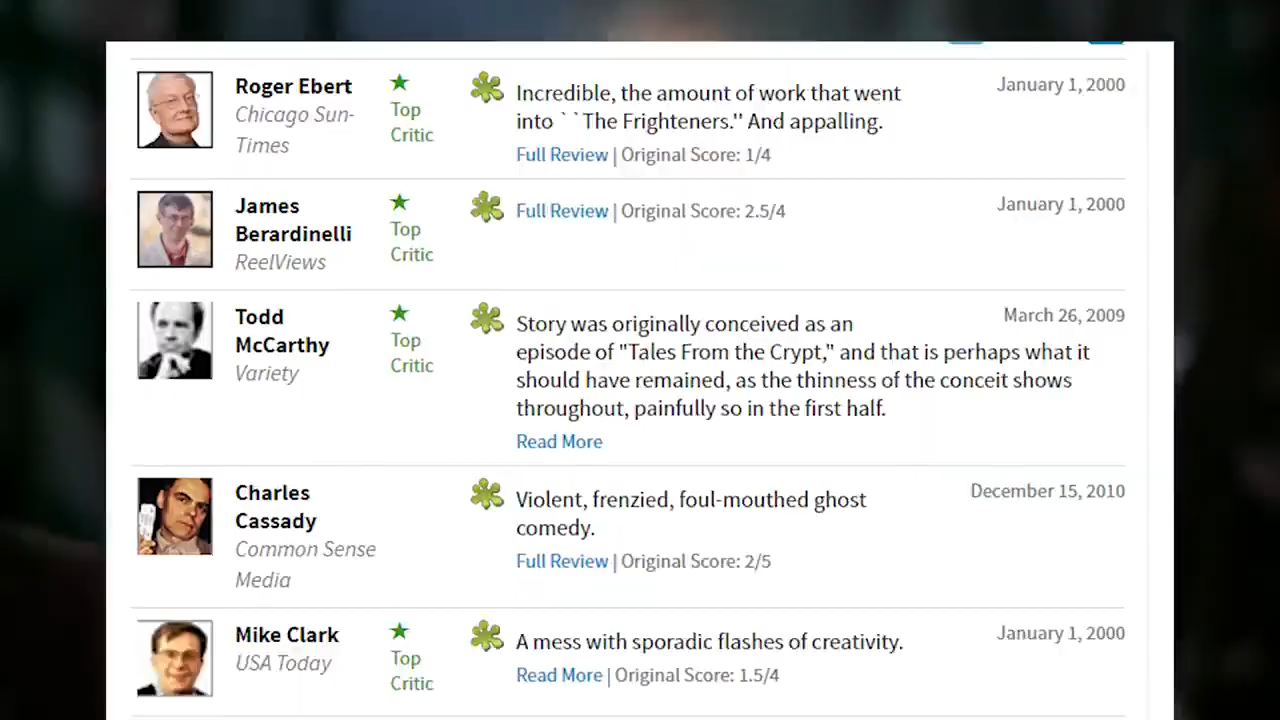 Roger Ebert
Chicago Sun-
Times
★
Top
Critic
Incredible, the amount of work that went
into ``The Frighteners.'' And appalling.
Full Review | Original Score: 1/4
January 1, 2000
James
Berardinelli
ReelViews
★
Top
Critic
Full Review | Original Score: 2.5/4
January 1, 2000
Todd
McCarthy
Variety
★
Top
Critic
Story was originally conceived as an
episode of "Tales From the Crypt," and that is perhaps what it
should have remained, as the thinness of the conceit shows
throughout, painfully so in the first half.
Read More
March 26, 2009
Charles
Cassady
Common Sense
Media
Violent, frenzied, foul-mouthed ghost
comedy.
Full Review | Original Score: 2/5
December 15, 2010
Mike Clark
USA Today
★
Top
Critic
A mess with sporadic flashes of creativity.
Read More | Original Score: 1.5/4
January 1, 2000